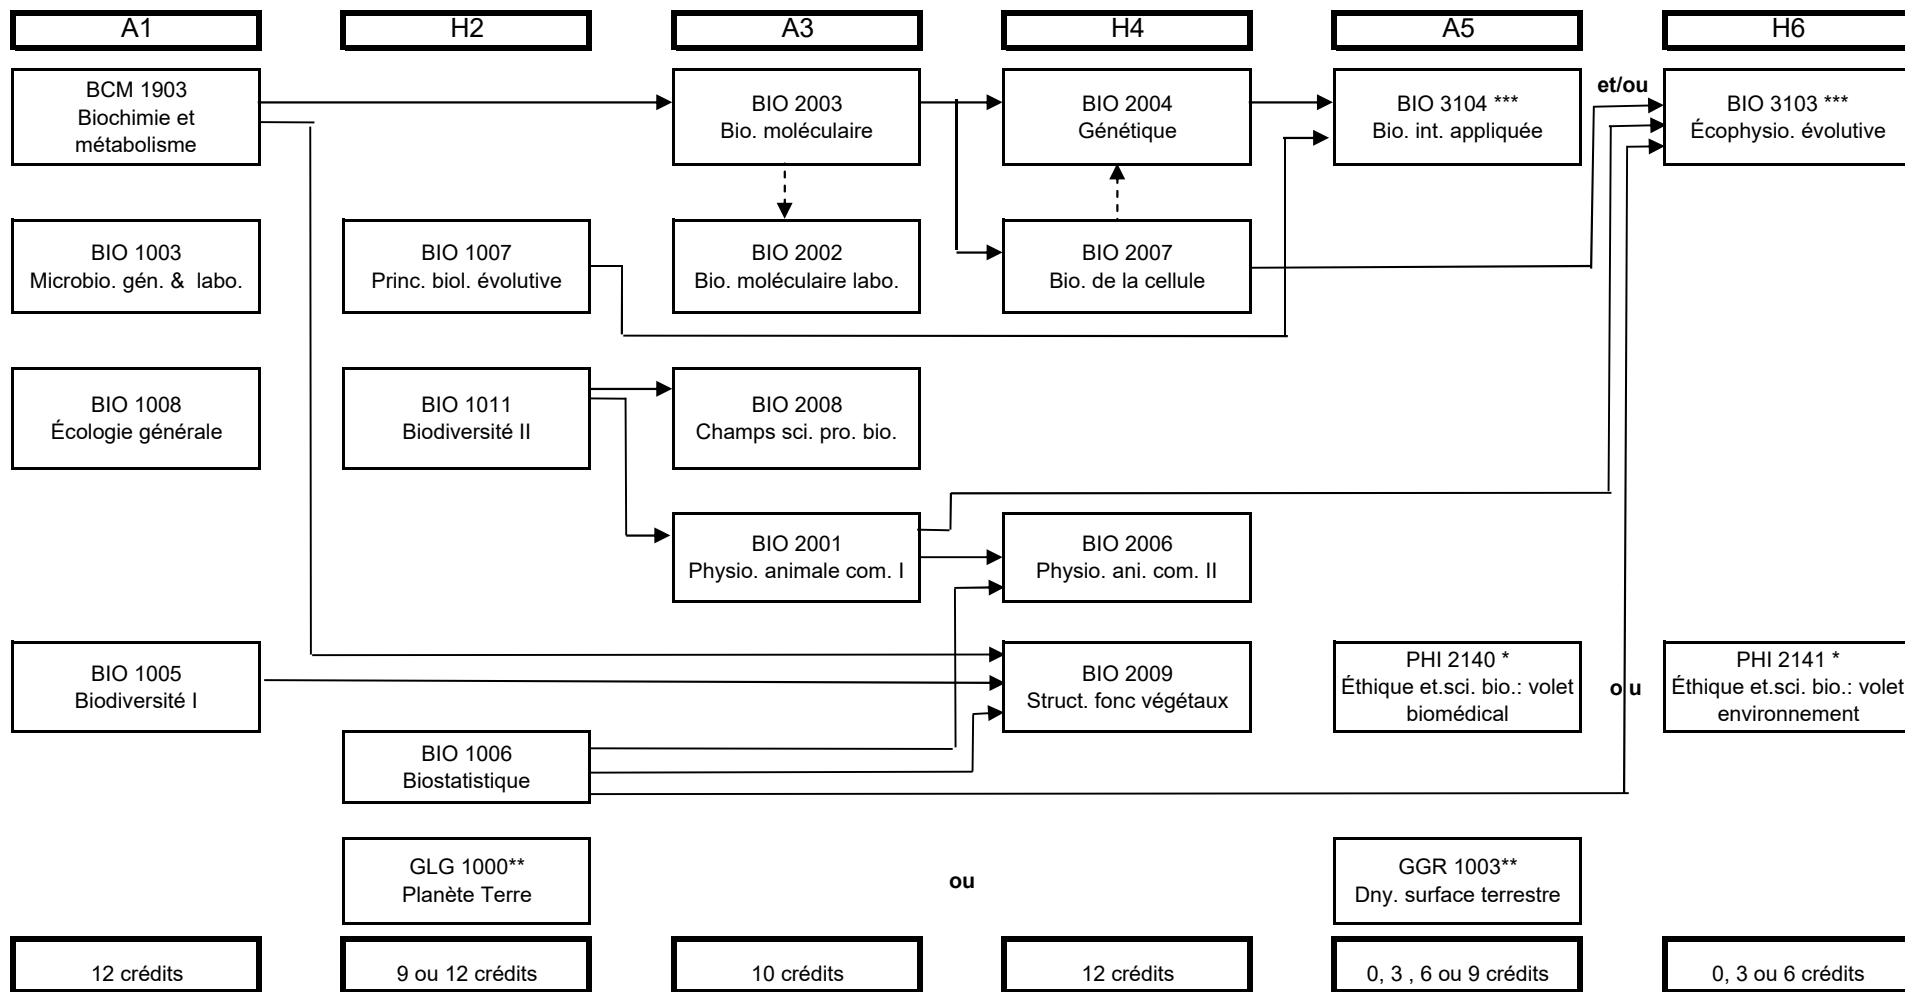 A1
H2
A3
H4
A5
H6
BCM 1903
Biochimie et
métabolisme
BIO 2003
Bio. moléculaire
BIO 2004
Génétique
BIO 3104 ***
Bio. int. appliquée
et/ou
BIO 3103 ***
Écophysio. évolutive
BIO 1003
Microbio. gén. & labo.
BIO 1007
Princ. biol. évolutive
BIO 2002
Bio. moléculaire labo.
BIO 2007
Bio. de la cellule
BIO 1008
Écologie générale
BIO 1011
Biodiversité II
BIO 2008
Champs sci. pro. bio.
BIO 2001
Physio. animale com. I
BIO 2006
Physio. ani. com. II
BIO 1005
Biodiversité I
BIO 2009
Struct. fonc végétaux
PHI 2140 *
Éthique et.sci. bio.: volet
biomédical
ou
PHI 2141 *
Éthique et.sci. bio.: volet
environnement
BIO 1006
Biostatistique
GLG 1000**
Planète Terre
ou
GGR 1003**
Dny. surface terrestre
12 crédits
9 ou 12 crédits
10 crédits
12 crédits
0, 3 , 6 ou 9 crédits
0, 3 ou 6 crédits